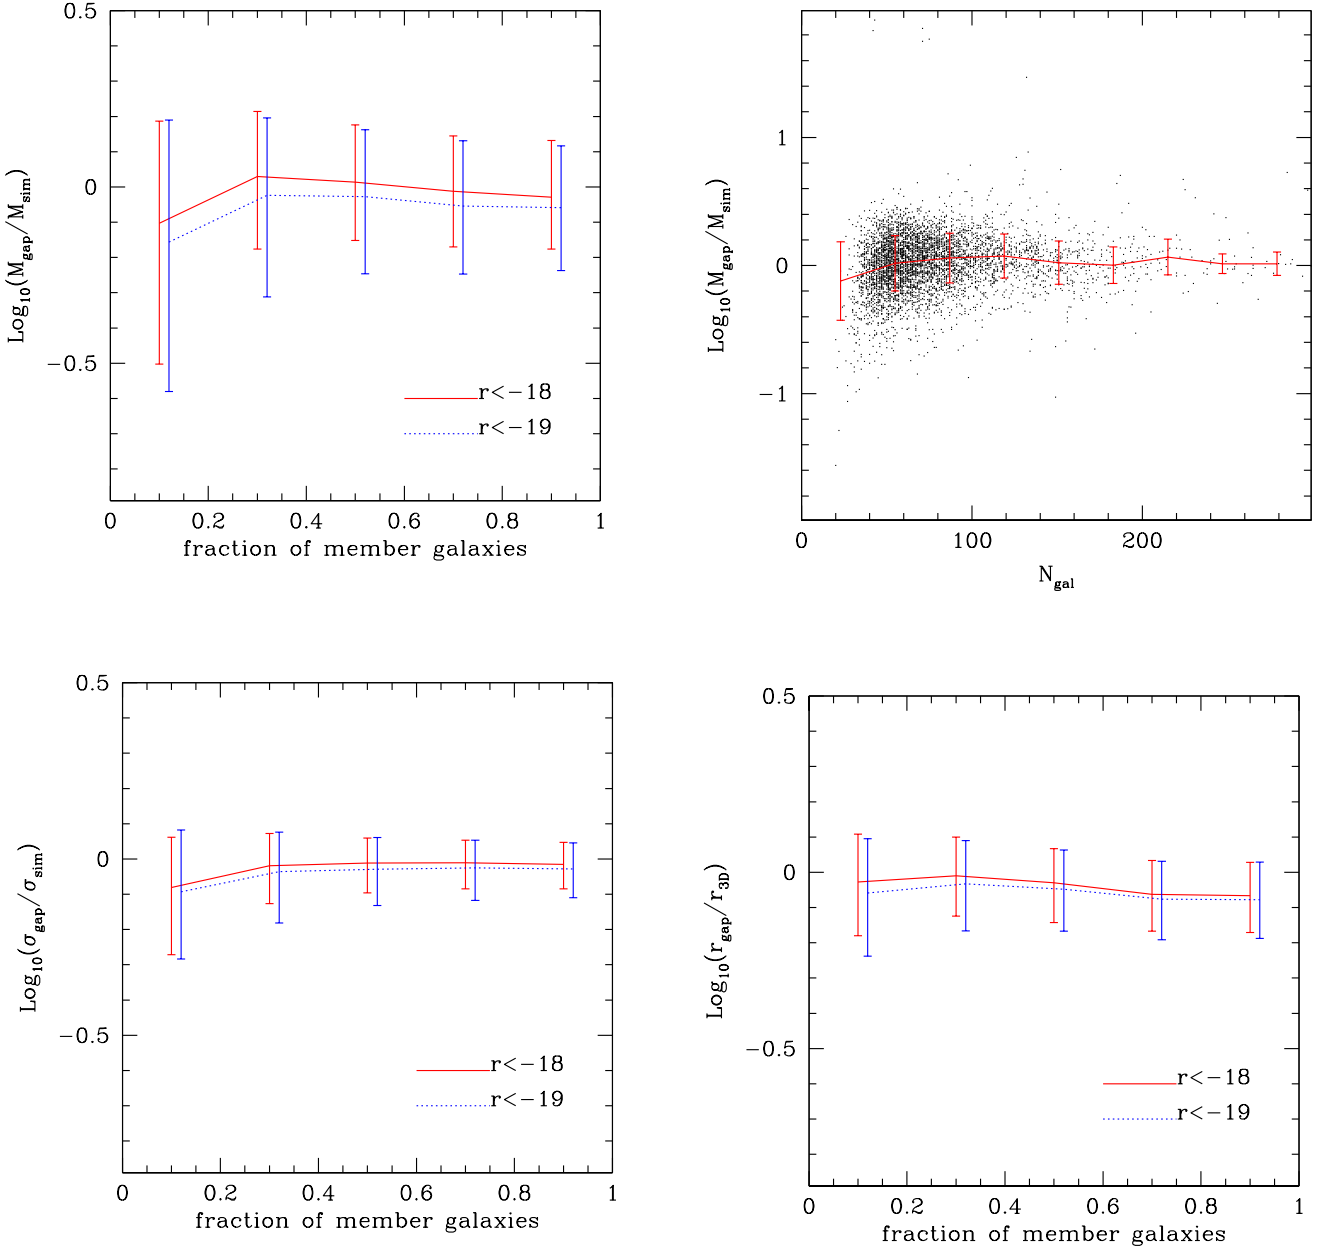 0.5
0
−0.5
Log10(Mgap/Msim)
r<−18
r<−19
0 0.2 0.4 0.6 0.8 1
fraction of member galaxies
1
0
−1
Log10(Mgap/Msim)
0 100 200
Ngal
0.5
0
−0.5
Log10(σgap/σsim)
r<−18
r<−19
0 0.2 0.4 0.6 0.8 1
fraction of member galaxies
0.5
0
−0.5
Log10(rgap/r3D)
r<−18
r<−19
0 0.2 0.4 0.6 0.8 1
fraction of member galaxies